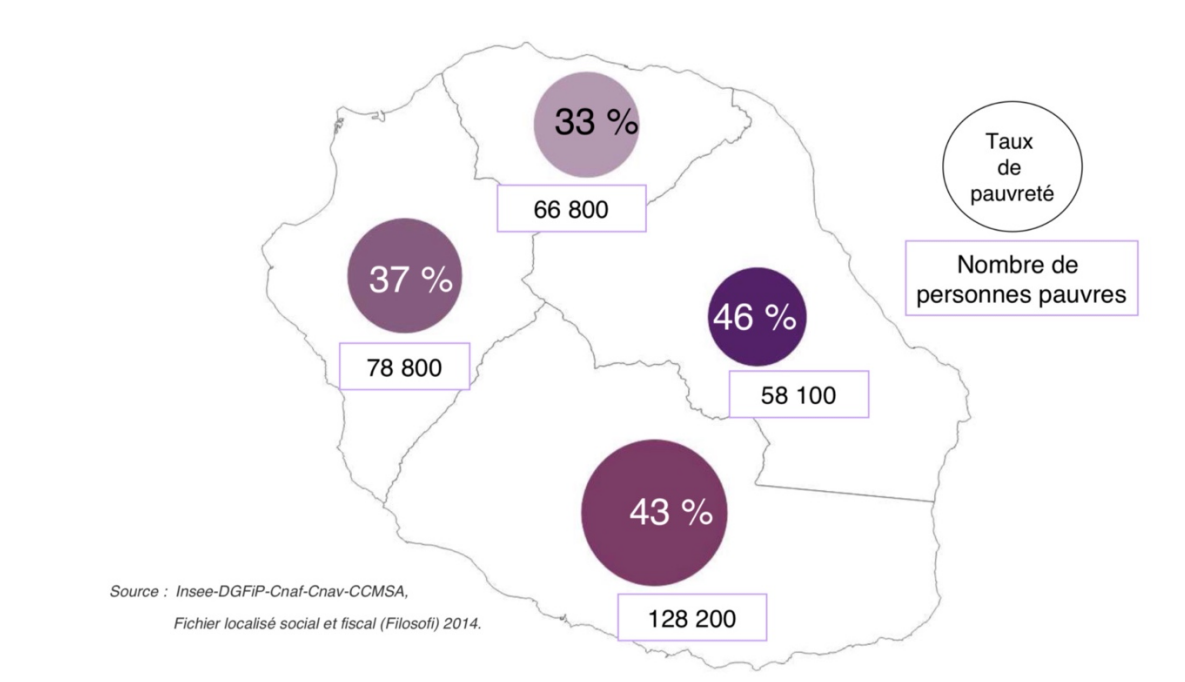 33 %
66 800
37 %
78 800
46 %
58 100
43 %
128 200
Taux
de
pauvreté
Nombre de
personnes pauvres
Source : Insee-DGFiP-Cnaf-Cnav-CCMSA,
Fichier localisé social et fiscal (Filosofi) 2014.